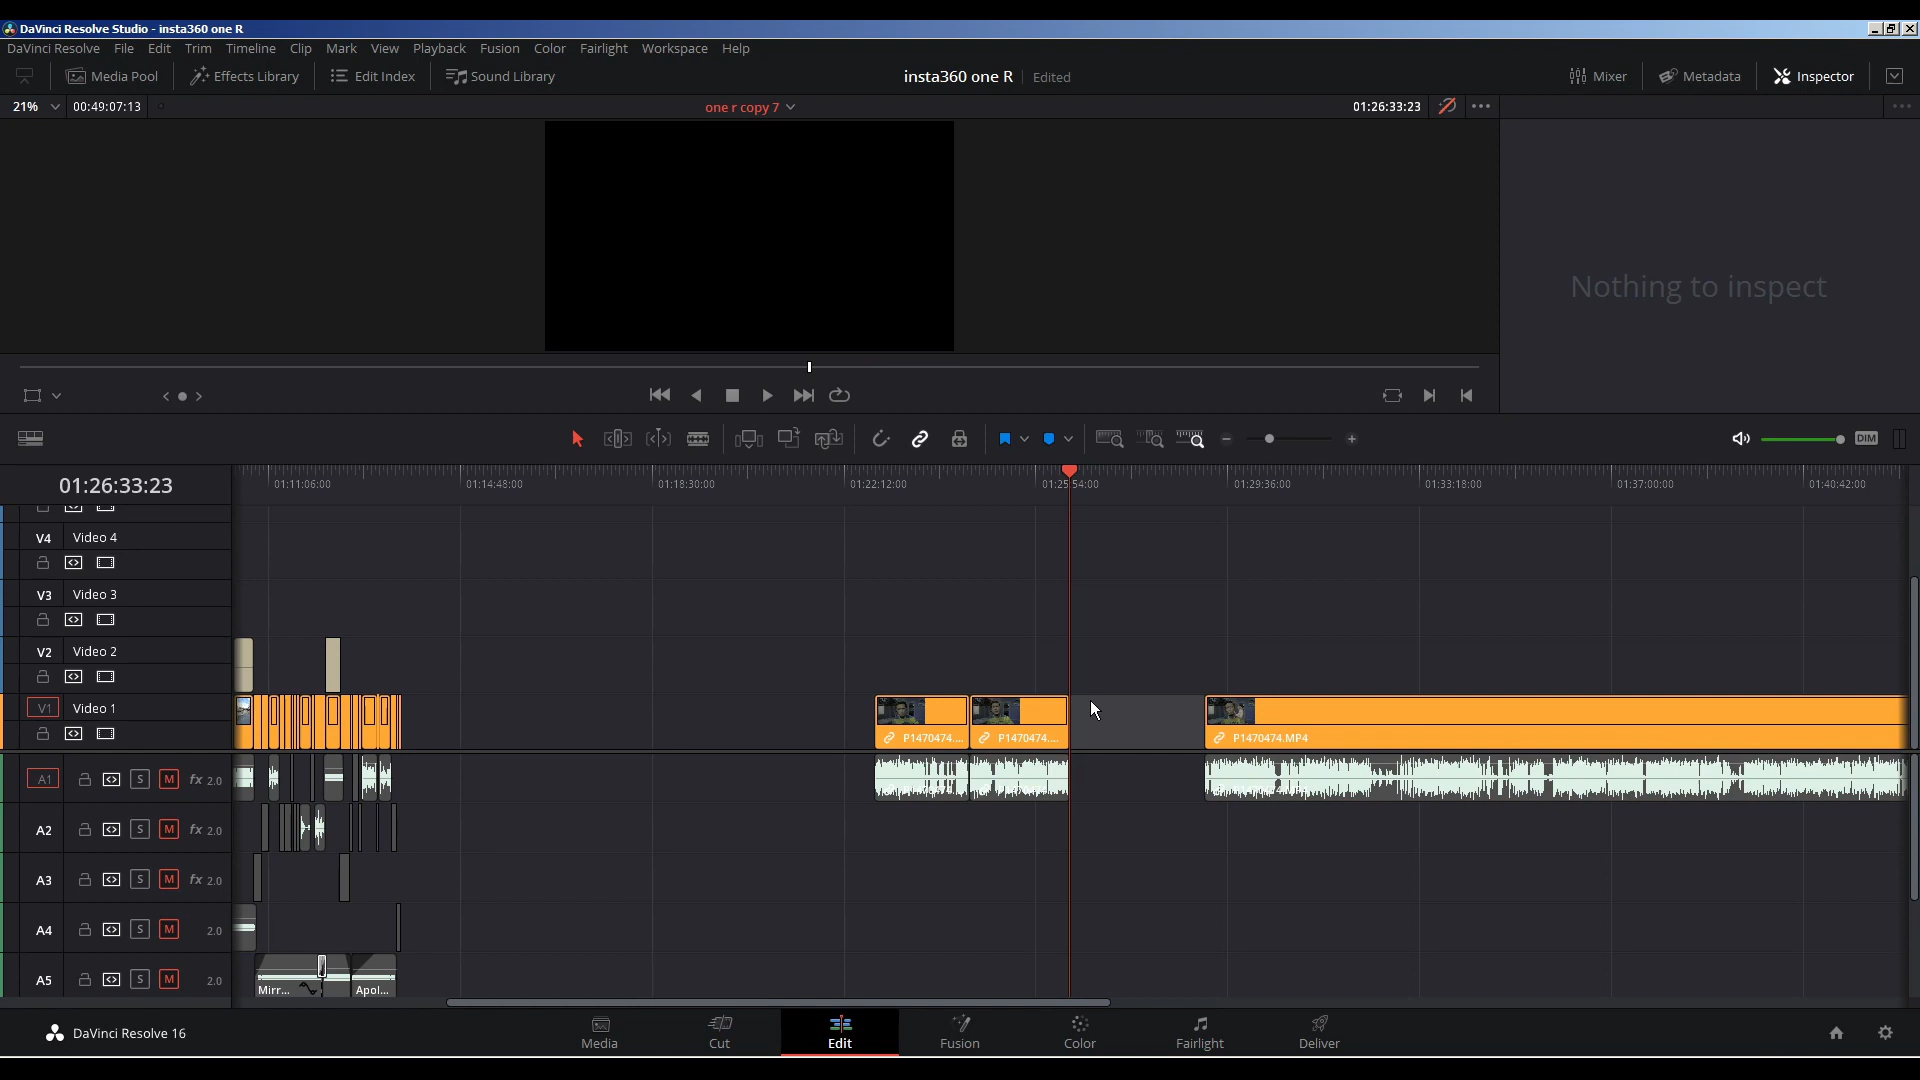 DaVinci Resolve Studio - insta360 one R
DaVinci Resolve File Edit Trim Timeline Clip Mark View Playback Fusion Color Fairlight Workspace Help
Media Pool Effects Library Edit Index Sound Library insta360 one R Edited Mixer Metadata Inspector
21% 00:49:07:13 one r copy 7 01:26:33:23
Nothing to inspect
DIM
01:26:33:23 01:11:06:00 01:14:48:00 01:18:30:00 01:22:12:00 01:25:54:00 01:29:36:00 01:33:18:00 01:37:00:00 01:40:42:00
V4 Video 4
V3 Video 3
V2 Video 2
V1 Video 1
P1470474.... P1470474.... P1470474.MP4
A1 S M fx 2.0
A2 S M fx 2.0
A3 S M fx 2.0
A4 S M 2.0
A5 S M 2.0
Mirr... Apol...
DaVinci Resolve 16 Media Cut Edit Fusion Color Fairlight Deliver